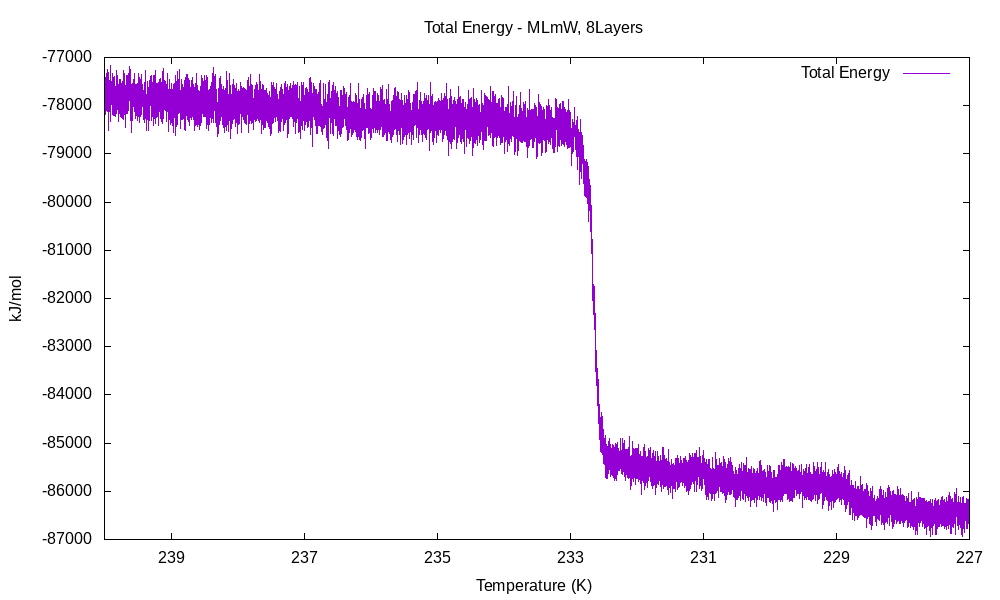 Total Energy - MLmW, 8Layers
-77000
Total Energy
-78000
-79000
-80000
-81000
-82000
-83000
-84000
-85000
-86000
-87000
kJ/mol
239 237 235 233 231 229 227
Temperature (K)